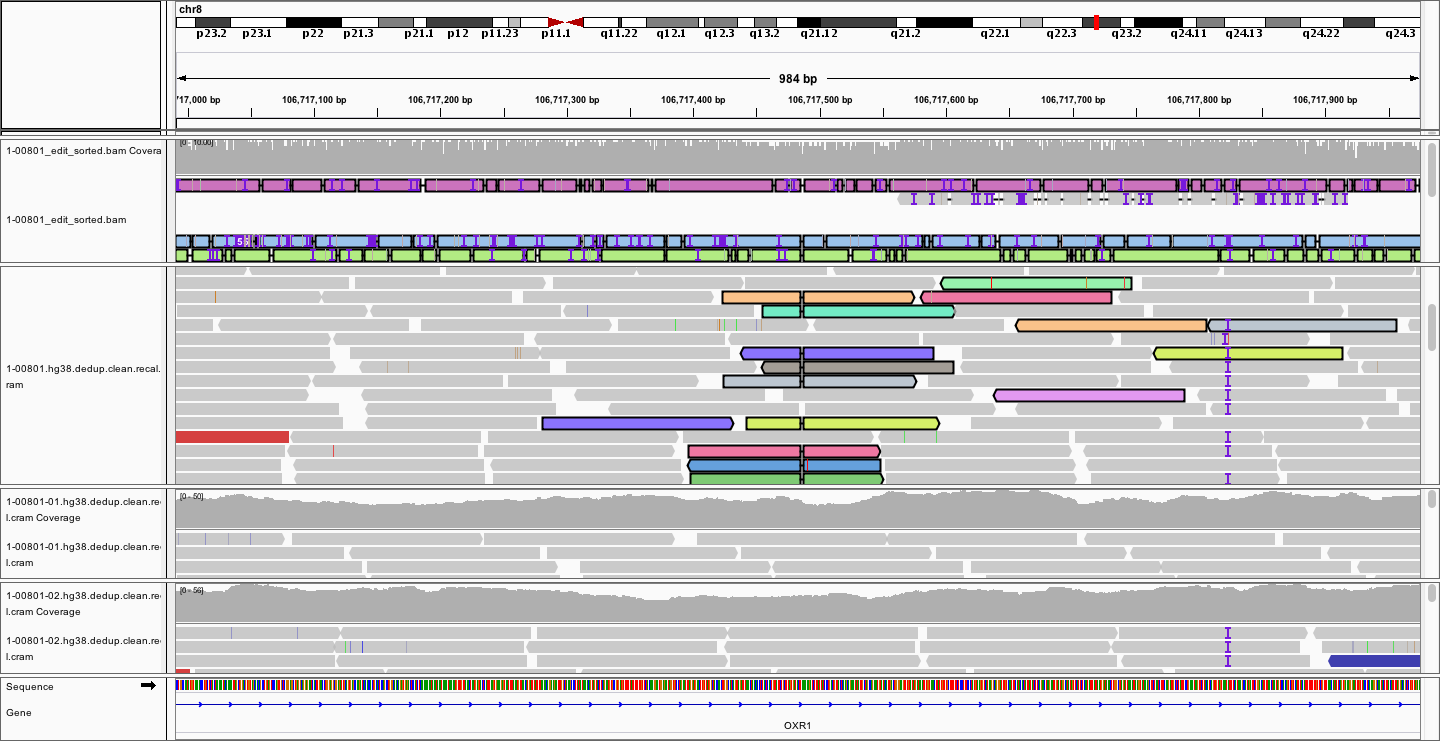 chr8
p23.2 p23.1 p22 p21.3 p21.1 p12 p11.23 p11.1 q11.22 q12.1 q12.3 q13.2 q21.12 q21.2 q22.1 q22.3 q23.2 q24.11 q24.13 q24.22 q24.3
984 bp
'17,000 bp 106,717,100 bp 106,717,200 bp 106,717,300 bp 106,717,400 bp 106,717,500 bp 106,717,600 bp 106,717,700 bp 106,717,800 bp 106,717,900 bp
1-00801_edit_sorted.bam Covera
[0 - 10.00]
1-00801_edit_sorted.bam
5
1-00801.hg38.dedup.clean.recal.
ram
1-00801-01.hg38.dedup.clean.re
l.cram Coverage
[0 - 50]
1-00801-01.hg38.dedup.clean.re
l.cram
1-00801-02.hg38.dedup.clean.re
l.cram Coverage
[0 - 56]
1-00801-02.hg38.dedup.clean.re
l.cram
Sequence
Gene
OXR1